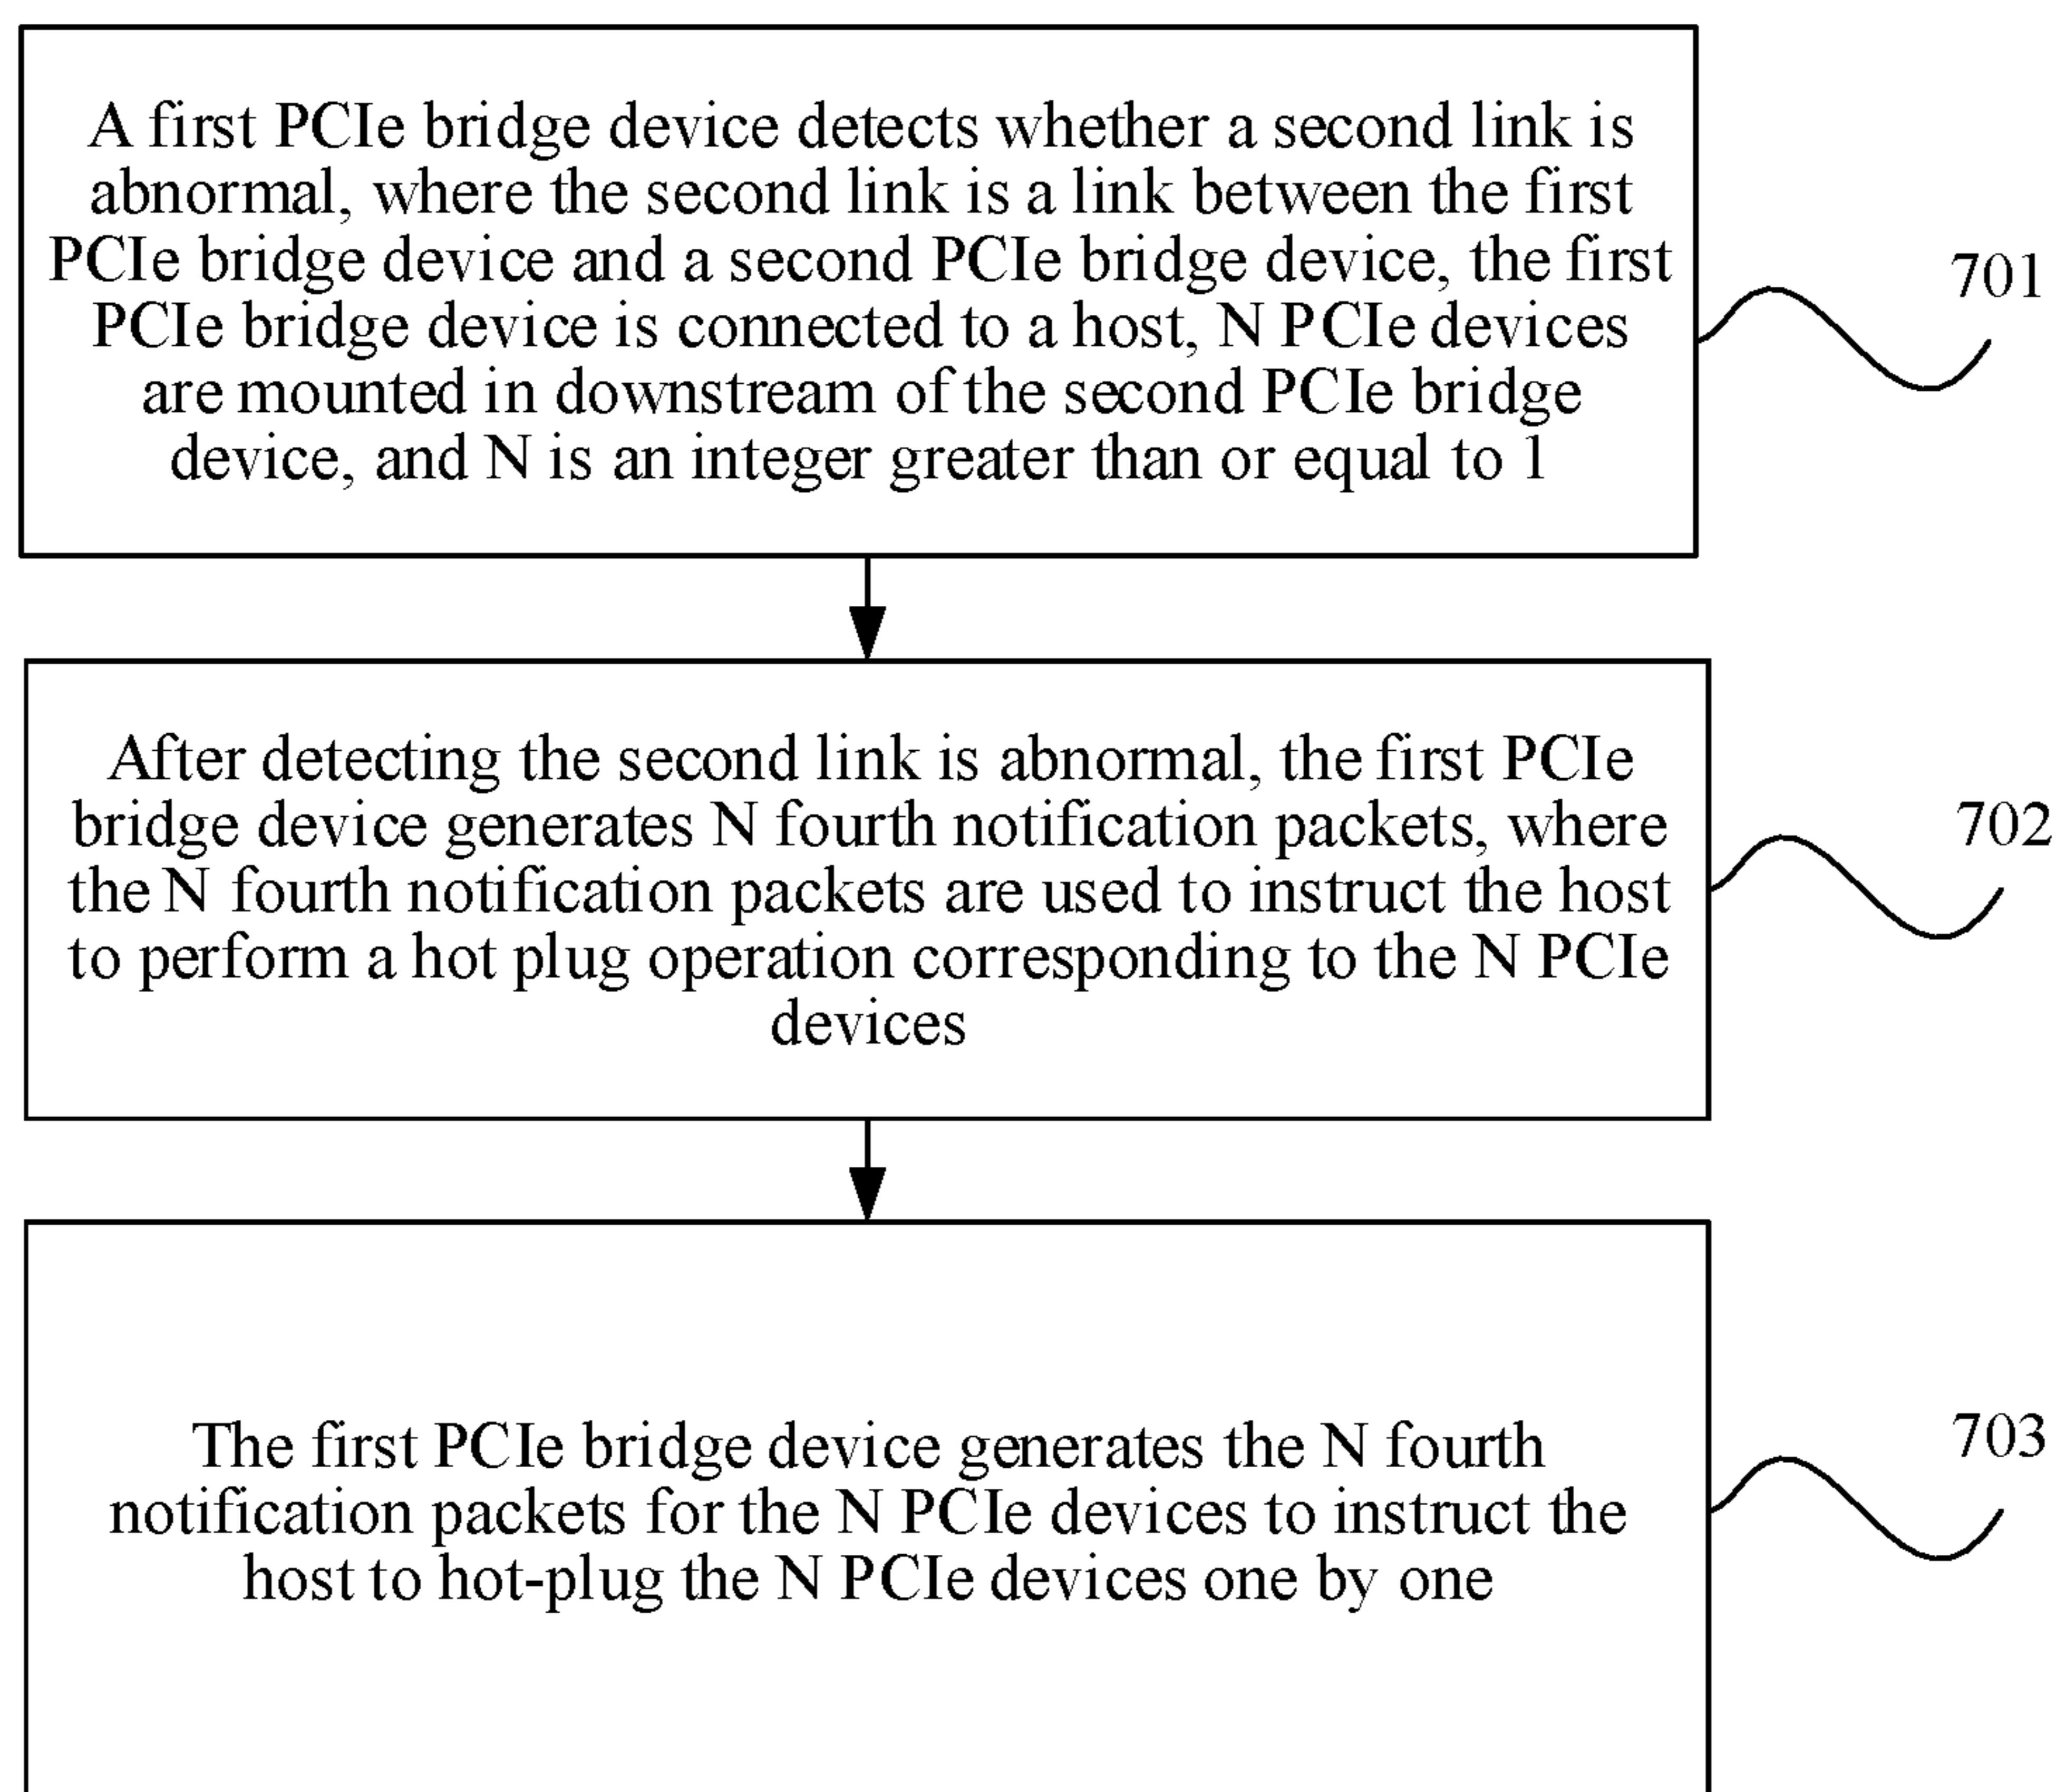 A first PCIe bridge device detects whether a second link is
abnormal, where the second link is a link between the first
PCIe bridge device and a second PCIe bridge device, the first
PCIe bridge device is connected to a host, N PCIe devices
are mounted in downstream of the second PCIe bridge
device, and N is an integer greater than or equal to 1
701
After detecting the second link is abnormal, the first PCIe
bridge device generates N fourth notification packets, where
the N fourth notification packets are used to instruct the host
to perform a hot plug operation corresponding to the N PCIe
devices
702
The first PCIe bridge device generates the N fourth
notification packets for the N PCIe devices to instruct the
host to hot-plug the N PCIe devices one by one
703